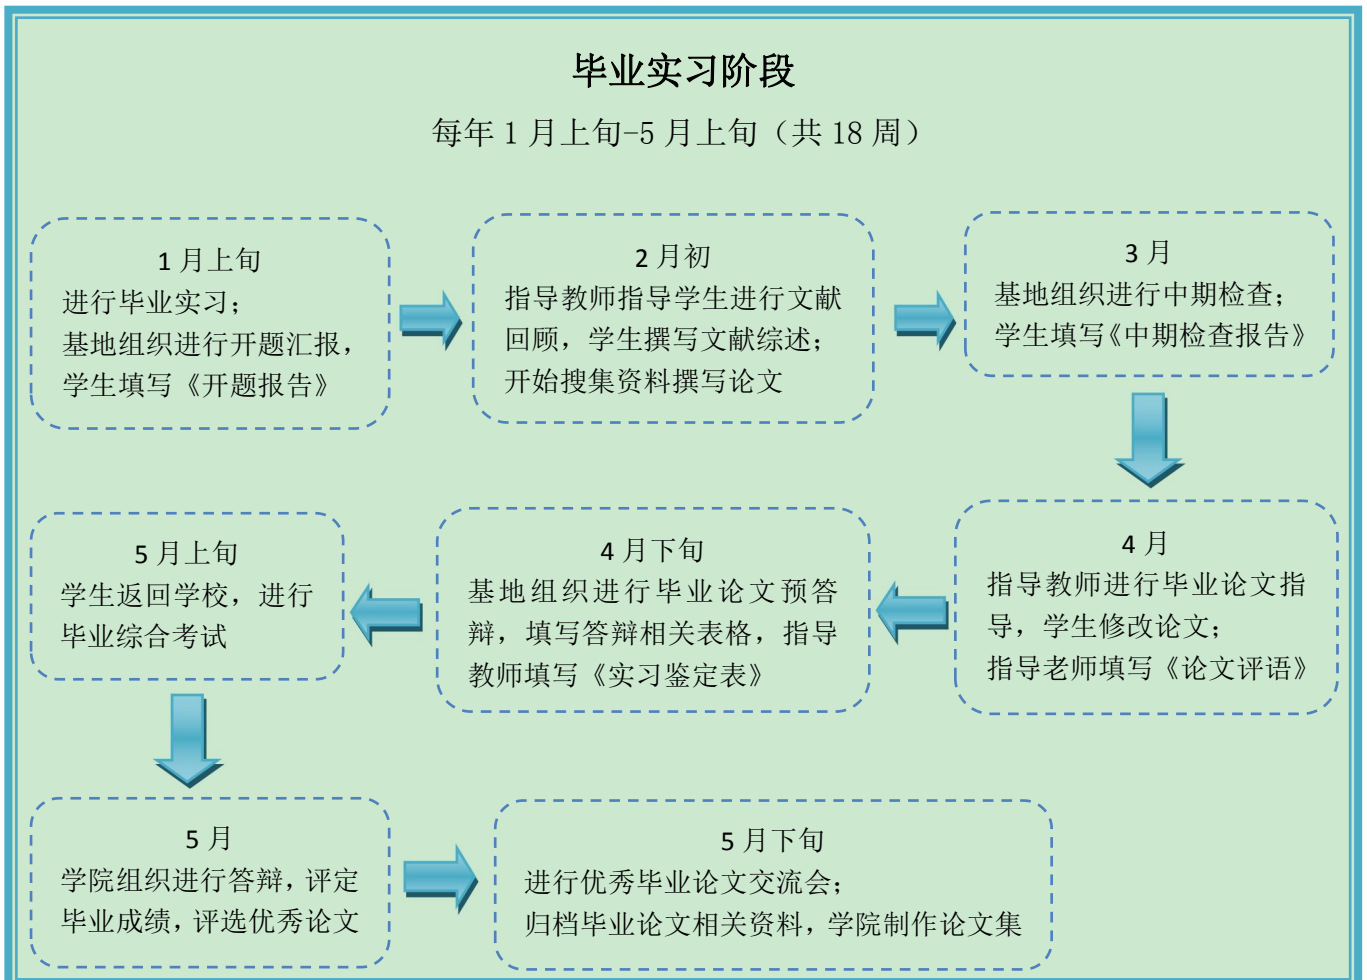 毕业实习阶段
每年 1 月上旬-5 月上旬（共 18 周）
1 月上旬
进行毕业实习；
基地组织进行开题汇报，
学生填写《开题报告》
2 月初
指导教师指导学生进行文献
回顾，学生撰写文献综述；
开始搜集资料撰写论文
3 月
基地组织进行中期检查；
学生填写《中期检查报告》
4 月
指导教师进行毕业论文指
导，学生修改论文；
指导老师填写《论文评语》
4 月下旬
基地组织进行毕业论文预答
辩，填写答辩相关表格，指导
教师填写《实习鉴定表》
5 月上旬
学生返回学校，进行
毕业综合考试
5 月
学院组织进行答辩，评定
毕业成绩，评选优秀论文
5 月下旬
进行优秀毕业论文交流会；
归档毕业论文相关资料，学院制作论文集